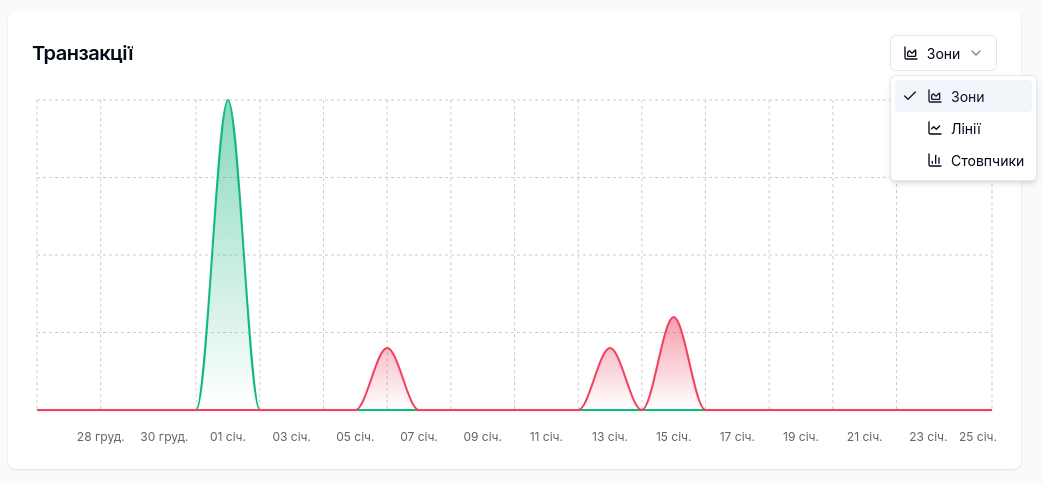 Транзакції
Зони
Зони
Лінії
Стовпчики
28 груд. 30 груд. 01 січ. 03 січ. 05 січ. 07 січ. 09 січ. 11 січ. 13 січ. 15 січ. 17 січ. 19 січ. 21 січ. 23 січ. 25 січ.